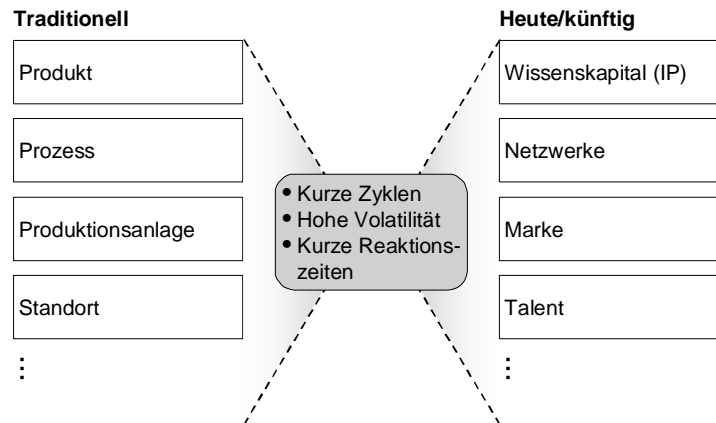 Traditionell
Produkt
Prozess
Produktionsanlage
Standort
⋮
• Kurze Zyklen
• Hohe Volatilität
• Kurze Reaktions-
zeiten
Heute/künftig
Wissenskapital (IP)
Netzwerke
Marke
Talent
⋮